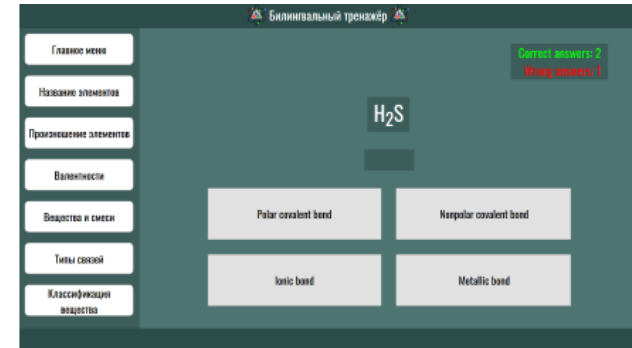 Билингвальный тренажёр
Главное меню
Correct answers: 2
Wrong answers: 1
Название элементов
Произношение элементов
H₂S
Валентности
Вещества и смеси
Polar covalent bond
Nonpolar covalent bond
Типы связей
Ionic bond
Metallic bond
Классификация
вещества